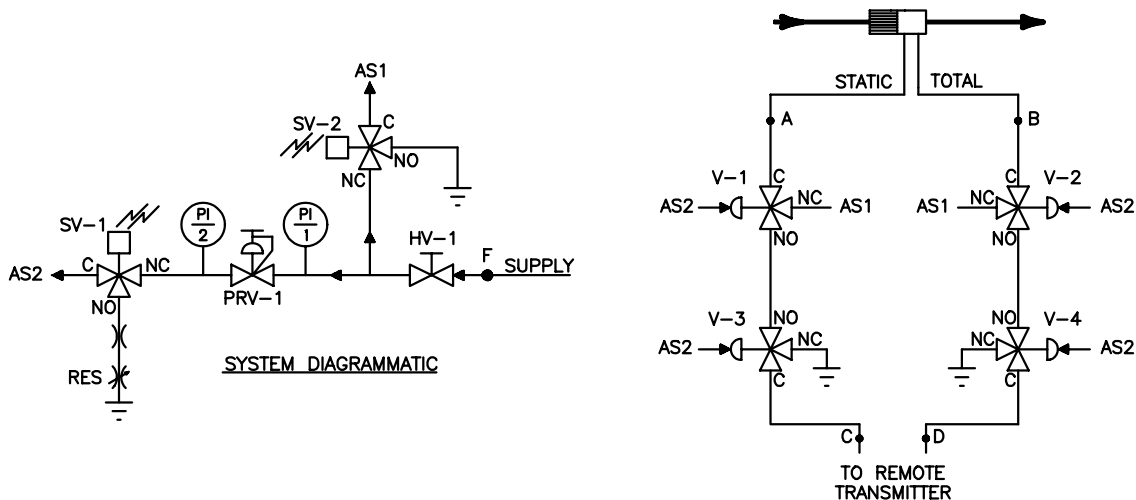 AS1
SV-2
C
NO
NC
SV-1
PI
2
PI
1
HV-1
F
SUPPLY
AS2
C
NC
NO
PRV-1
RES
SYSTEM DIAGRAMMATIC
STATIC
TOTAL
A
B
V-1
C
NC
AS2
AS1
NO
C
V-2
NC
AS1
AS2
NO
V-3
NO
NC
AS2
C
NO
V-4
NC
AS2
C
C
D
TO REMOTE
TRANSMITTER